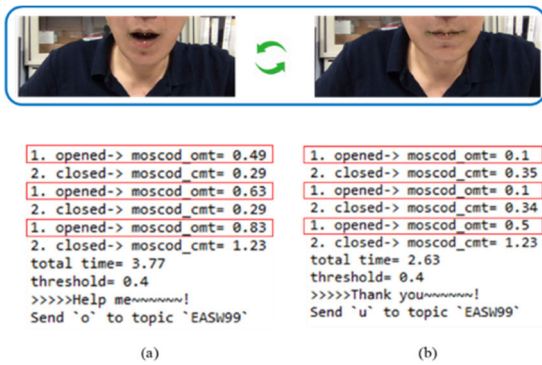 1. opened-> moscod_omt= 0.49
2. closed-> moscod_cmt= 0.29
1. opened-> moscod_omt= 0.63
2. closed-> moscod_cmt= 0.29
1. opened-> moscod_omt= 0.83
2. closed-> moscod_cmt= 1.23
total time= 3.77
threshold= 0.4
>>>>>Help me~~~~~~!
Send `o` to topic `EASW99`
(a)
1. opened-> moscod_omt= 0.1
2. closed-> moscod_cmt= 0.35
1. opened-> moscod_omt= 0.1
2. closed-> moscod_cmt= 0.34
1. opened-> moscod_omt= 0.5
2. closed-> moscod_cmt= 1.23
total time= 2.63
threshold= 0.4
>>>>>Thank you~~~~~~!
Send `u` to topic `EASW99`
(b)